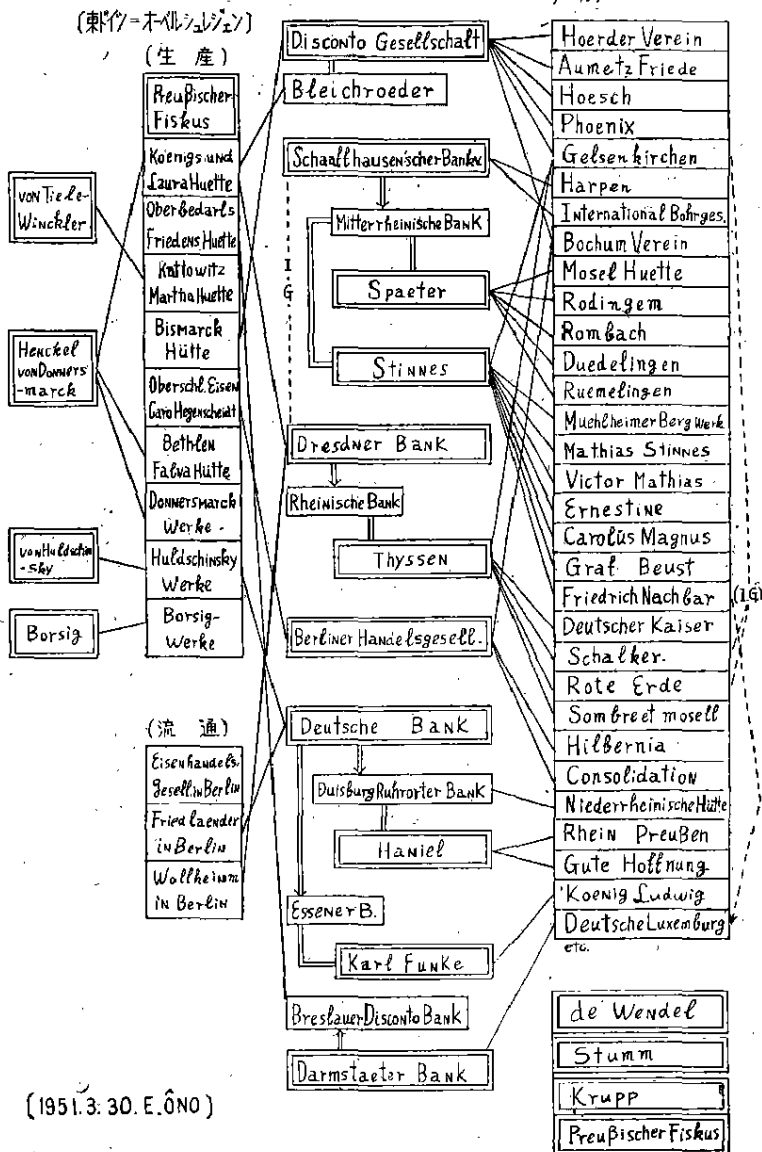 〔東ドイツ=オーベルシュレジェン〕
(生 産)
Preußischer
Fiskus
Koenigs und
Laura Huette
Oberbedarfs
Friedens Huette
Kattowitz
Martha Huette
Bismarck
Hütte
Oberschl. Eisen
Caro Hegenscheidt
Bethlen
Falva Hütte
Donnersmarck
Werke
Huldschinsky
Werke
Borsig-
Werke
von Tiele-
Winckler
Henckel
von Donners
-marck
von Huldschin
-sky
Borsig
(流 通)
Eisenhandels.
Gesell. in Berlin
Friedlaender
in Berlin
Wollheimm
in Berlin
Disconto Gesellschaft
Bleichroeder
Schaaffhausen'scher Bankv.
Mitterrheinische Bank
I
G
Spaeter
Stinnes
Dresdner Bank
Rheinische Bank
Thyssen
Berliner Handelsgesell.
Deutsche Bank
Duisburg Ruhrorter Bank
Haniel
Essener B.
Karl Funke
Breslauer Disconto Bank
Darmstaeter Bank
Hoerder Verein
Aumetz Friede
Hoesch
Phoenix
Gelsenkirchen
Harpen
International Bohrges.
Bochum Verein
Mosel Huette
Rodingem
Rombach
Duedelingen
Ruemelingen
Muehlheimer Berg Werk
Mathias Stinnes
Victor Mathias
Ernestine
Carolüs Magnus
Graf Beust
Friedrich Nachbar
(I.G)
Deutscher Kaiser
Schalker.
Rote Erde
Sombreet mosell
Hilbernia
Consolidation
Niederrheinische Hütte
Rhein Preußen
Gute Hoffnung
Koenig Ludwig
Deutsche Luxemburg
etc.
de Wendel
Stumm
Krupp
Preußischer Fiskus
〔1951.3.30. E.ÔNO〕